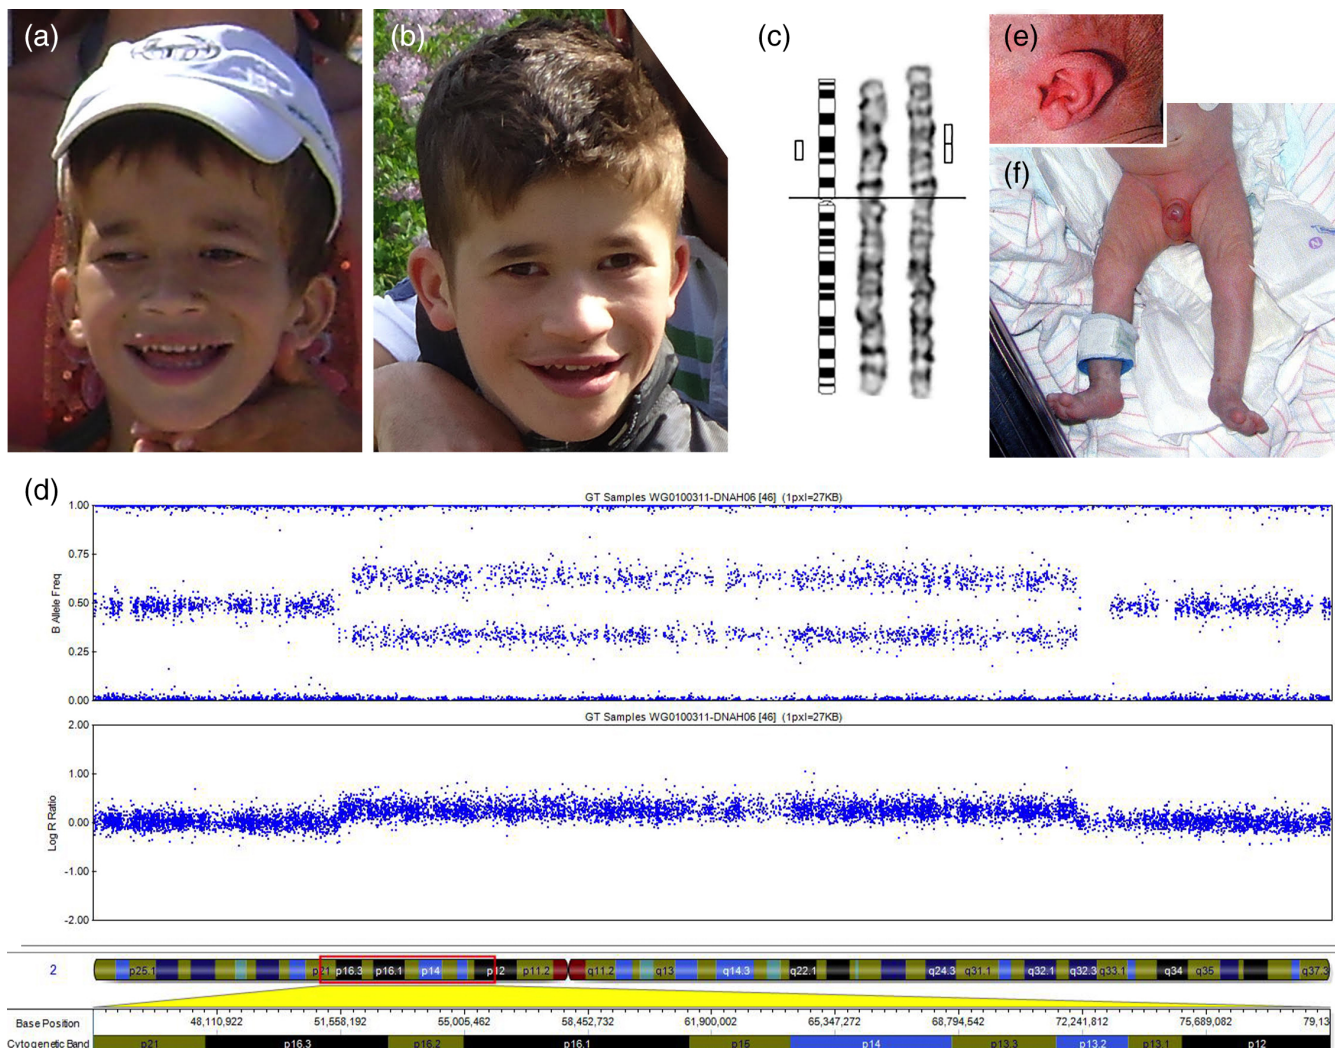 (a)
(b)
(c)
(e)
(f)
(d)
GT Samples WG0100311-DNAH06 [46] (1pxl=27KB)
1.00
0.75
0.50
0.25
0.00
B Allele Freq
GT Samples WG0100311-DNAH06 [46] (1pxl=27KB)
2.00
1.00
0.00
-1.00
-2.00
Log R Ratio
2
p25.1 p21 p16.3 p16.1 p14 p12 p11.2 q11.2 q13 q14.3 q22.1 q24.3 q31.1 q32.1 q32.3 q33.1 q34 q35 q37.3
Base Position 48,110,922 51,558,192 55,005,462 58,452,732 61,900,002 65,347,272 68,794,542 72,241,812 75,689,082 79,13
Cytogenetic Band p21 p16.3 p16.2 p16.1 p15 p14 p13.3 p13.2 p13.1 p12